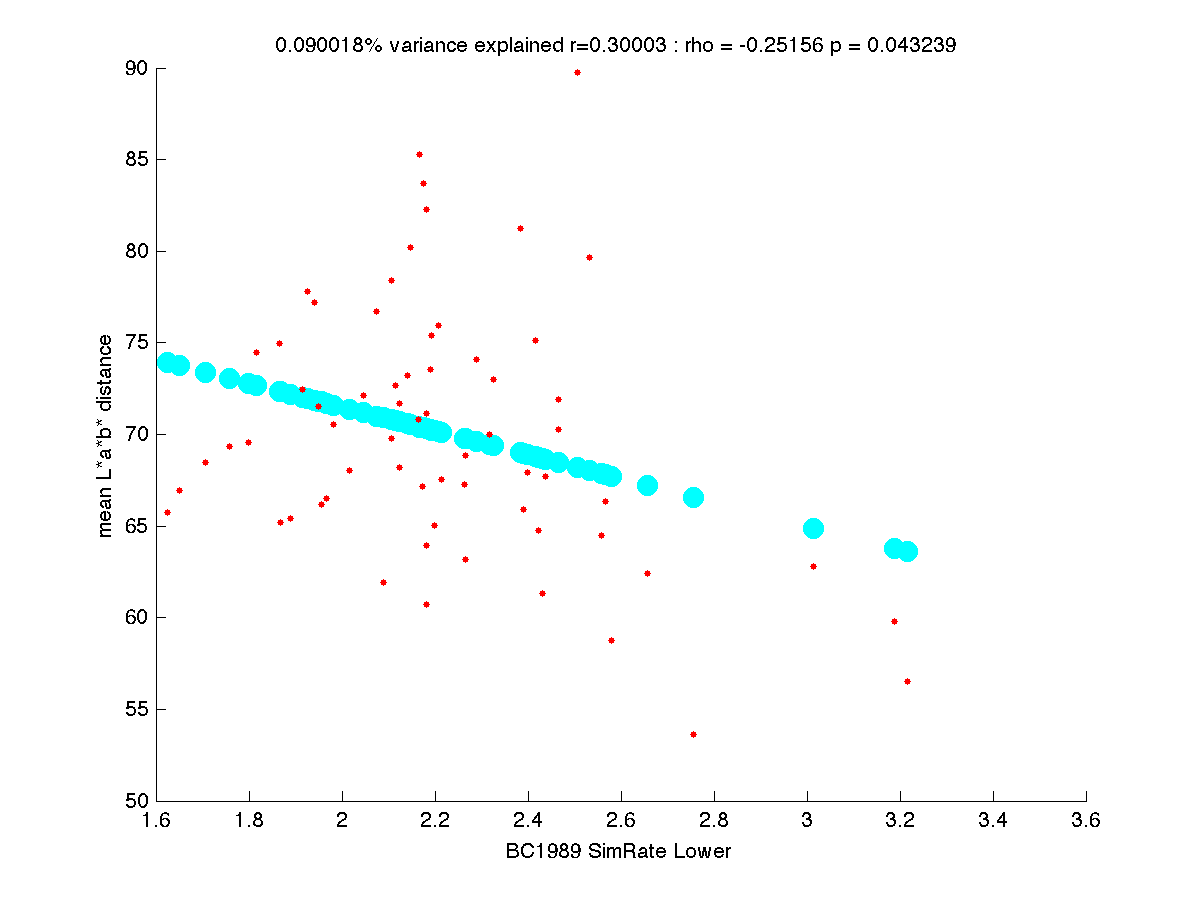 0.090018% variance explained r=0.30003 : rho = -0.25156 p = 0.043239
90
85
80
75
70
65
60
55
50
mean L*a*b* distance
1.6 1.8 2 2.2 2.4 2.6 2.8 3 3.2 3.4 3.6
BC1989 SimRate Lower